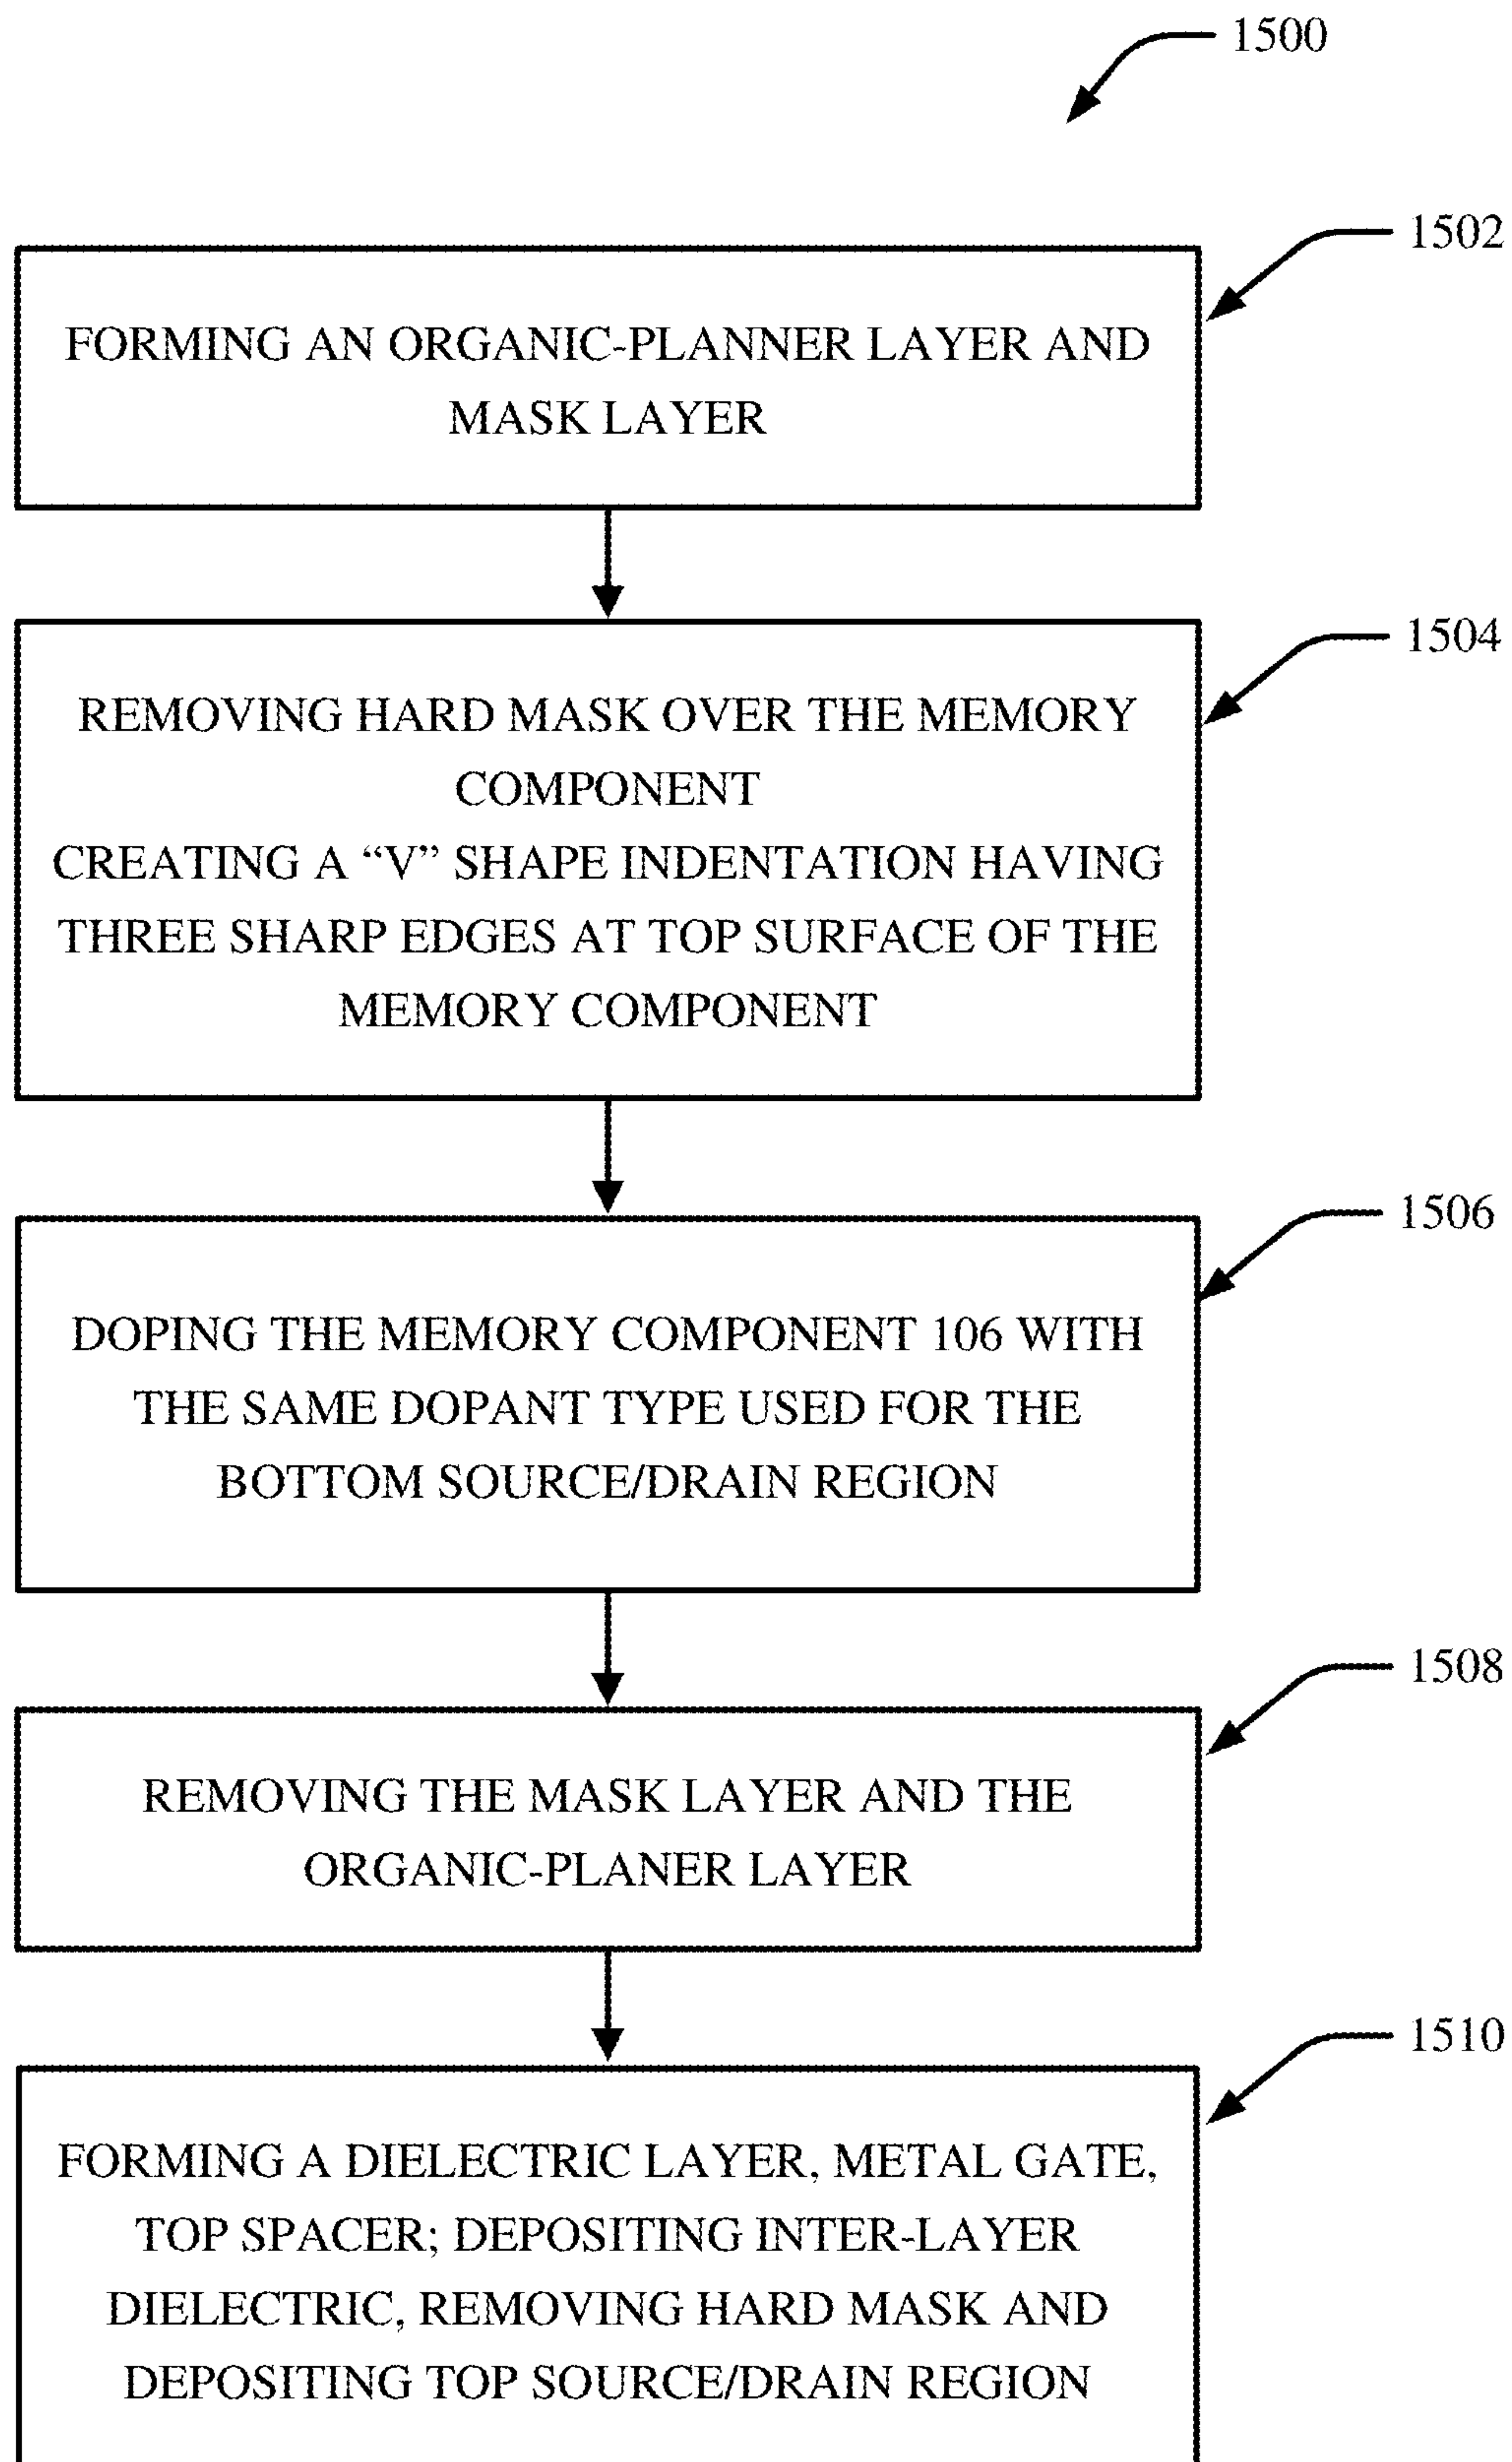 1500
1502
FORMING AN ORGANIC-PLANNER LAYER AND
MASK LAYER
1504
REMOVING HARD MASK OVER THE MEMORY
COMPONENT
CREATING A “V” SHAPE INDENTATION HAVING
THREE SHARP EDGES AT TOP SURFACE OF THE
MEMORY COMPONENT
1506
DOPING THE MEMORY COMPONENT 106 WITH
THE SAME DOPANT TYPE USED FOR THE
BOTTOM SOURCE/DRAIN REGION
1508
REMOVING THE MASK LAYER AND THE
ORGANIC-PLANER LAYER
1510
FORMING A DIELECTRIC LAYER, METAL GATE,
TOP SPACER; DEPOSITING INTER-LAYER
DIELECTRIC, REMOVING HARD MASK AND
DEPOSITING TOP SOURCE/DRAIN REGION